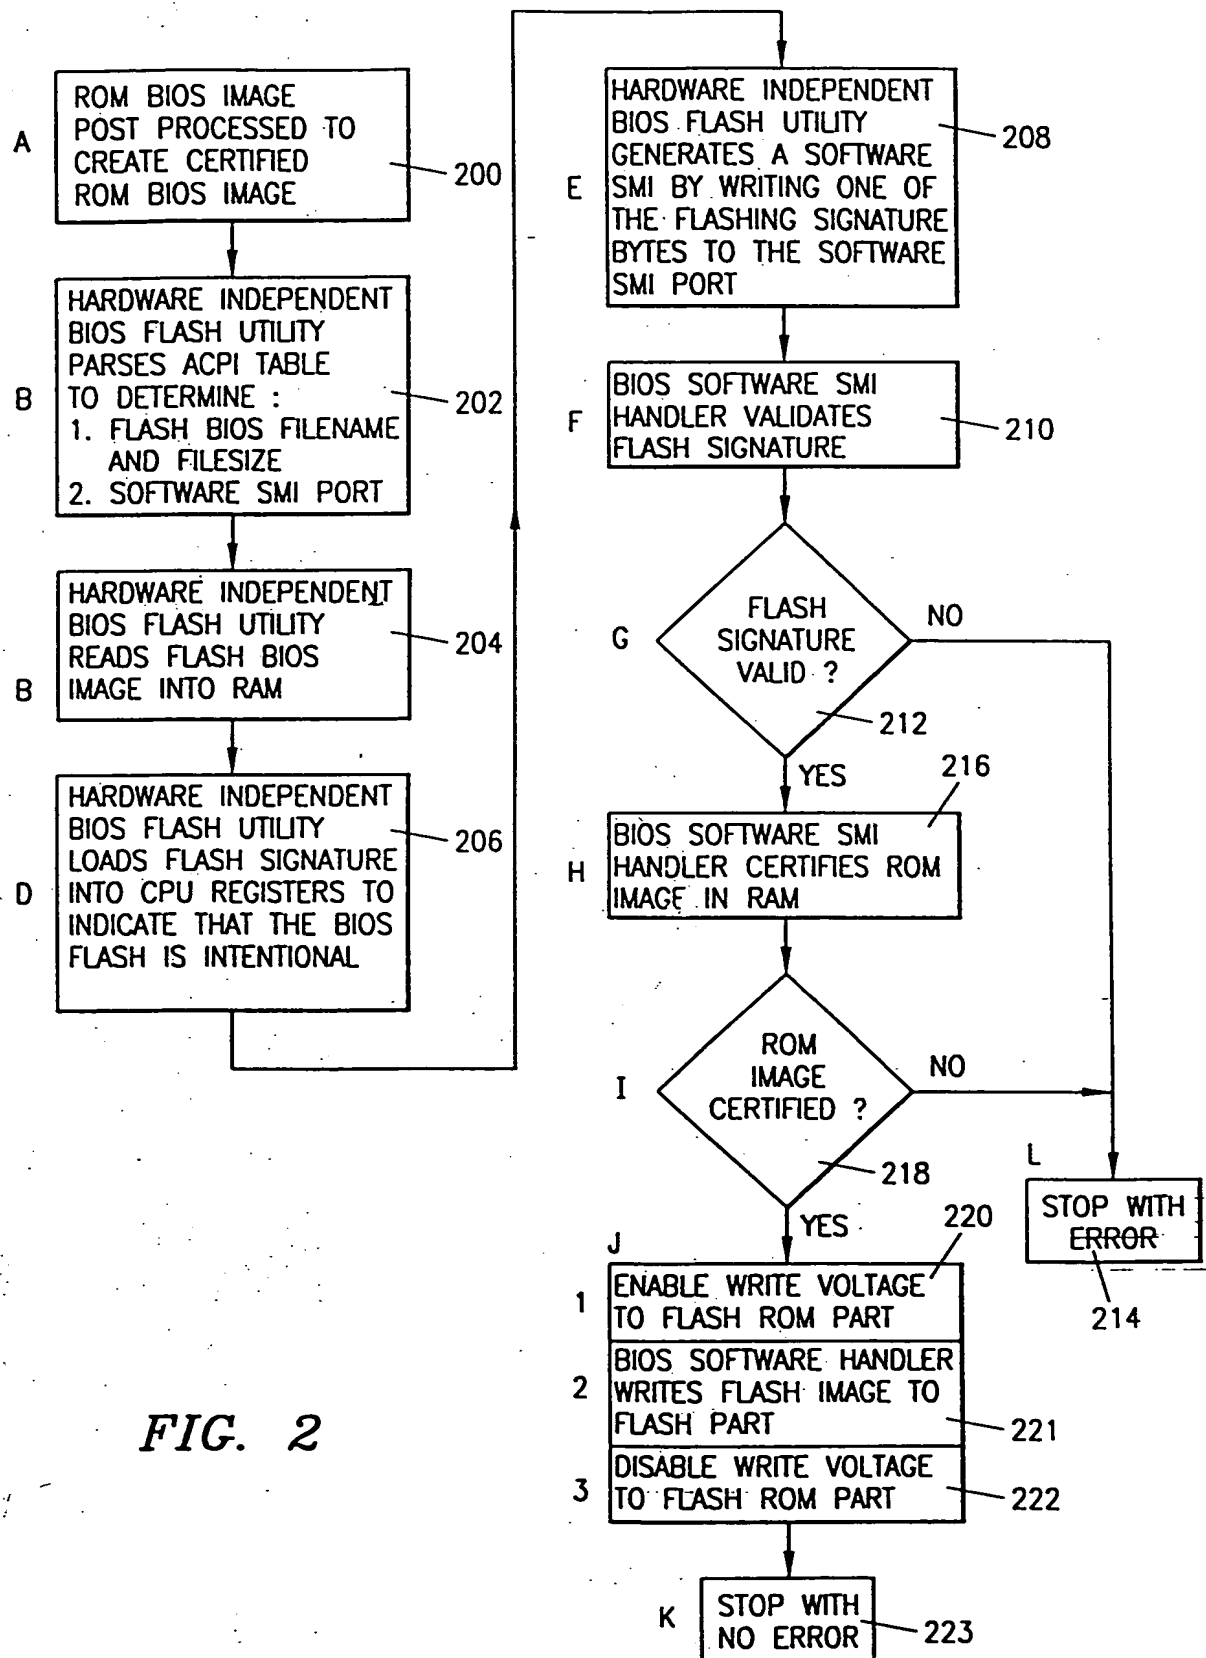 A
ROM BIOS IMAGE
POST PROCESSED TO
CREATE CERTIFIED
ROM BIOS IMAGE
200
B
HARDWARE INDEPENDENT
BIOS FLASH UTILITY
PARSES ACPI TABLE
TO DETERMINE :
1. FLASH BIOS FILENAME
AND FILESIZE
2. SOFTWARE SMI PORT
202
B
HARDWARE INDEPENDENT
BIOS FLASH UTILITY
READS FLASH BIOS
IMAGE INTO RAM
204
D
HARDWARE INDEPENDENT
BIOS FLASH UTILITY
LOADS FLASH SIGNATURE
INTO CPU REGISTERS TO
INDICATE THAT THE BIOS
FLASH IS INTENTIONAL
206
E
HARDWARE INDEPENDENT
BIOS FLASH UTILITY
GENERATES A SOFTWARE
SMI BY WRITING ONE OF
THE FLASHING SIGNATURE
BYTES TO THE SOFTWARE
SMI PORT
208
F
BIOS SOFTWARE SMI
HANDLER VALIDATES
FLASH SIGNATURE
210
G
FLASH
SIGNATURE
VALID ?
212
NO
YES
216
H
BIOS SOFTWARE SMI
HANDLER CERTIFIES ROM
IMAGE IN RAM
I
ROM
IMAGE
CERTIFIED ?
218
NO
YES
L
STOP WITH
ERROR
214
J
220
1
ENABLE WRITE VOLTAGE
TO FLASH ROM PART
2
BIOS SOFTWARE HANDLER
WRITES FLASH IMAGE TO
FLASH PART
221
3
DISABLE WRITE VOLTAGE
TO FLASH ROM PART
222
K
STOP WITH
NO ERROR
223
FIG. 2